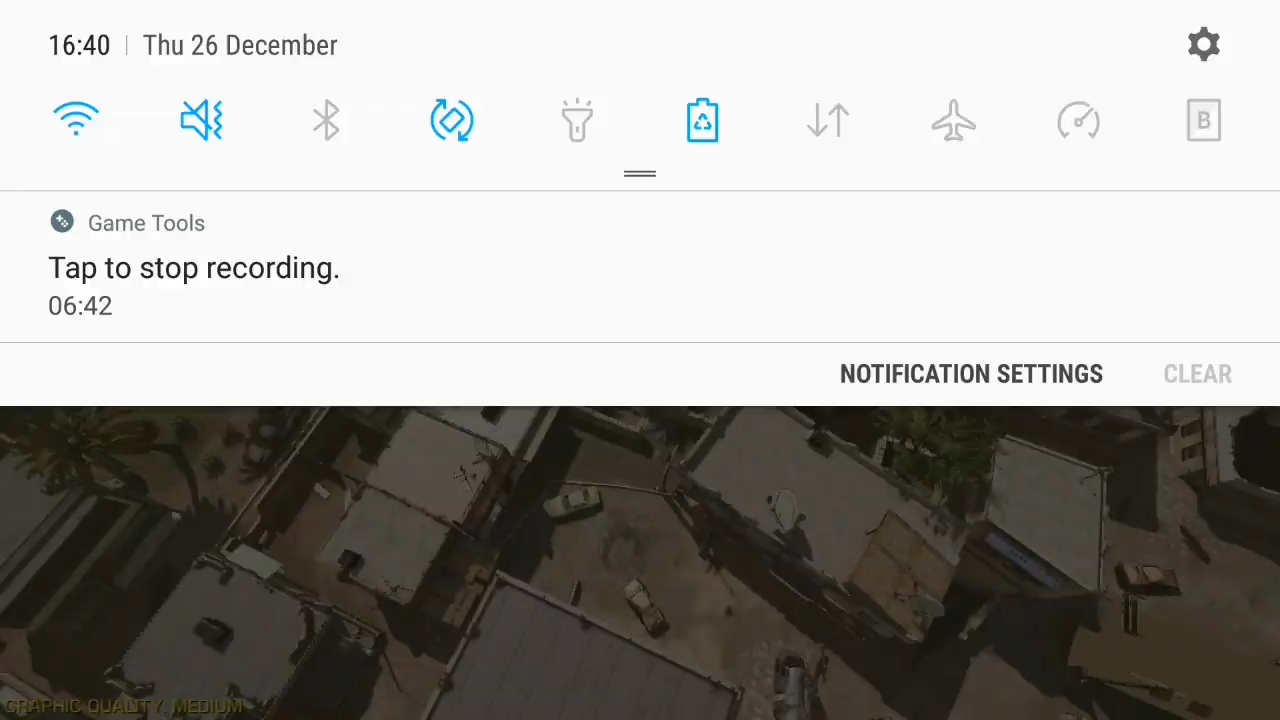 16:40 | Thu 26 December
B
Game Tools
Tap to stop recording.
06:42
NOTIFICATION SETTINGS CLEAR
GRAPHIC QUALITY: MEDIUM